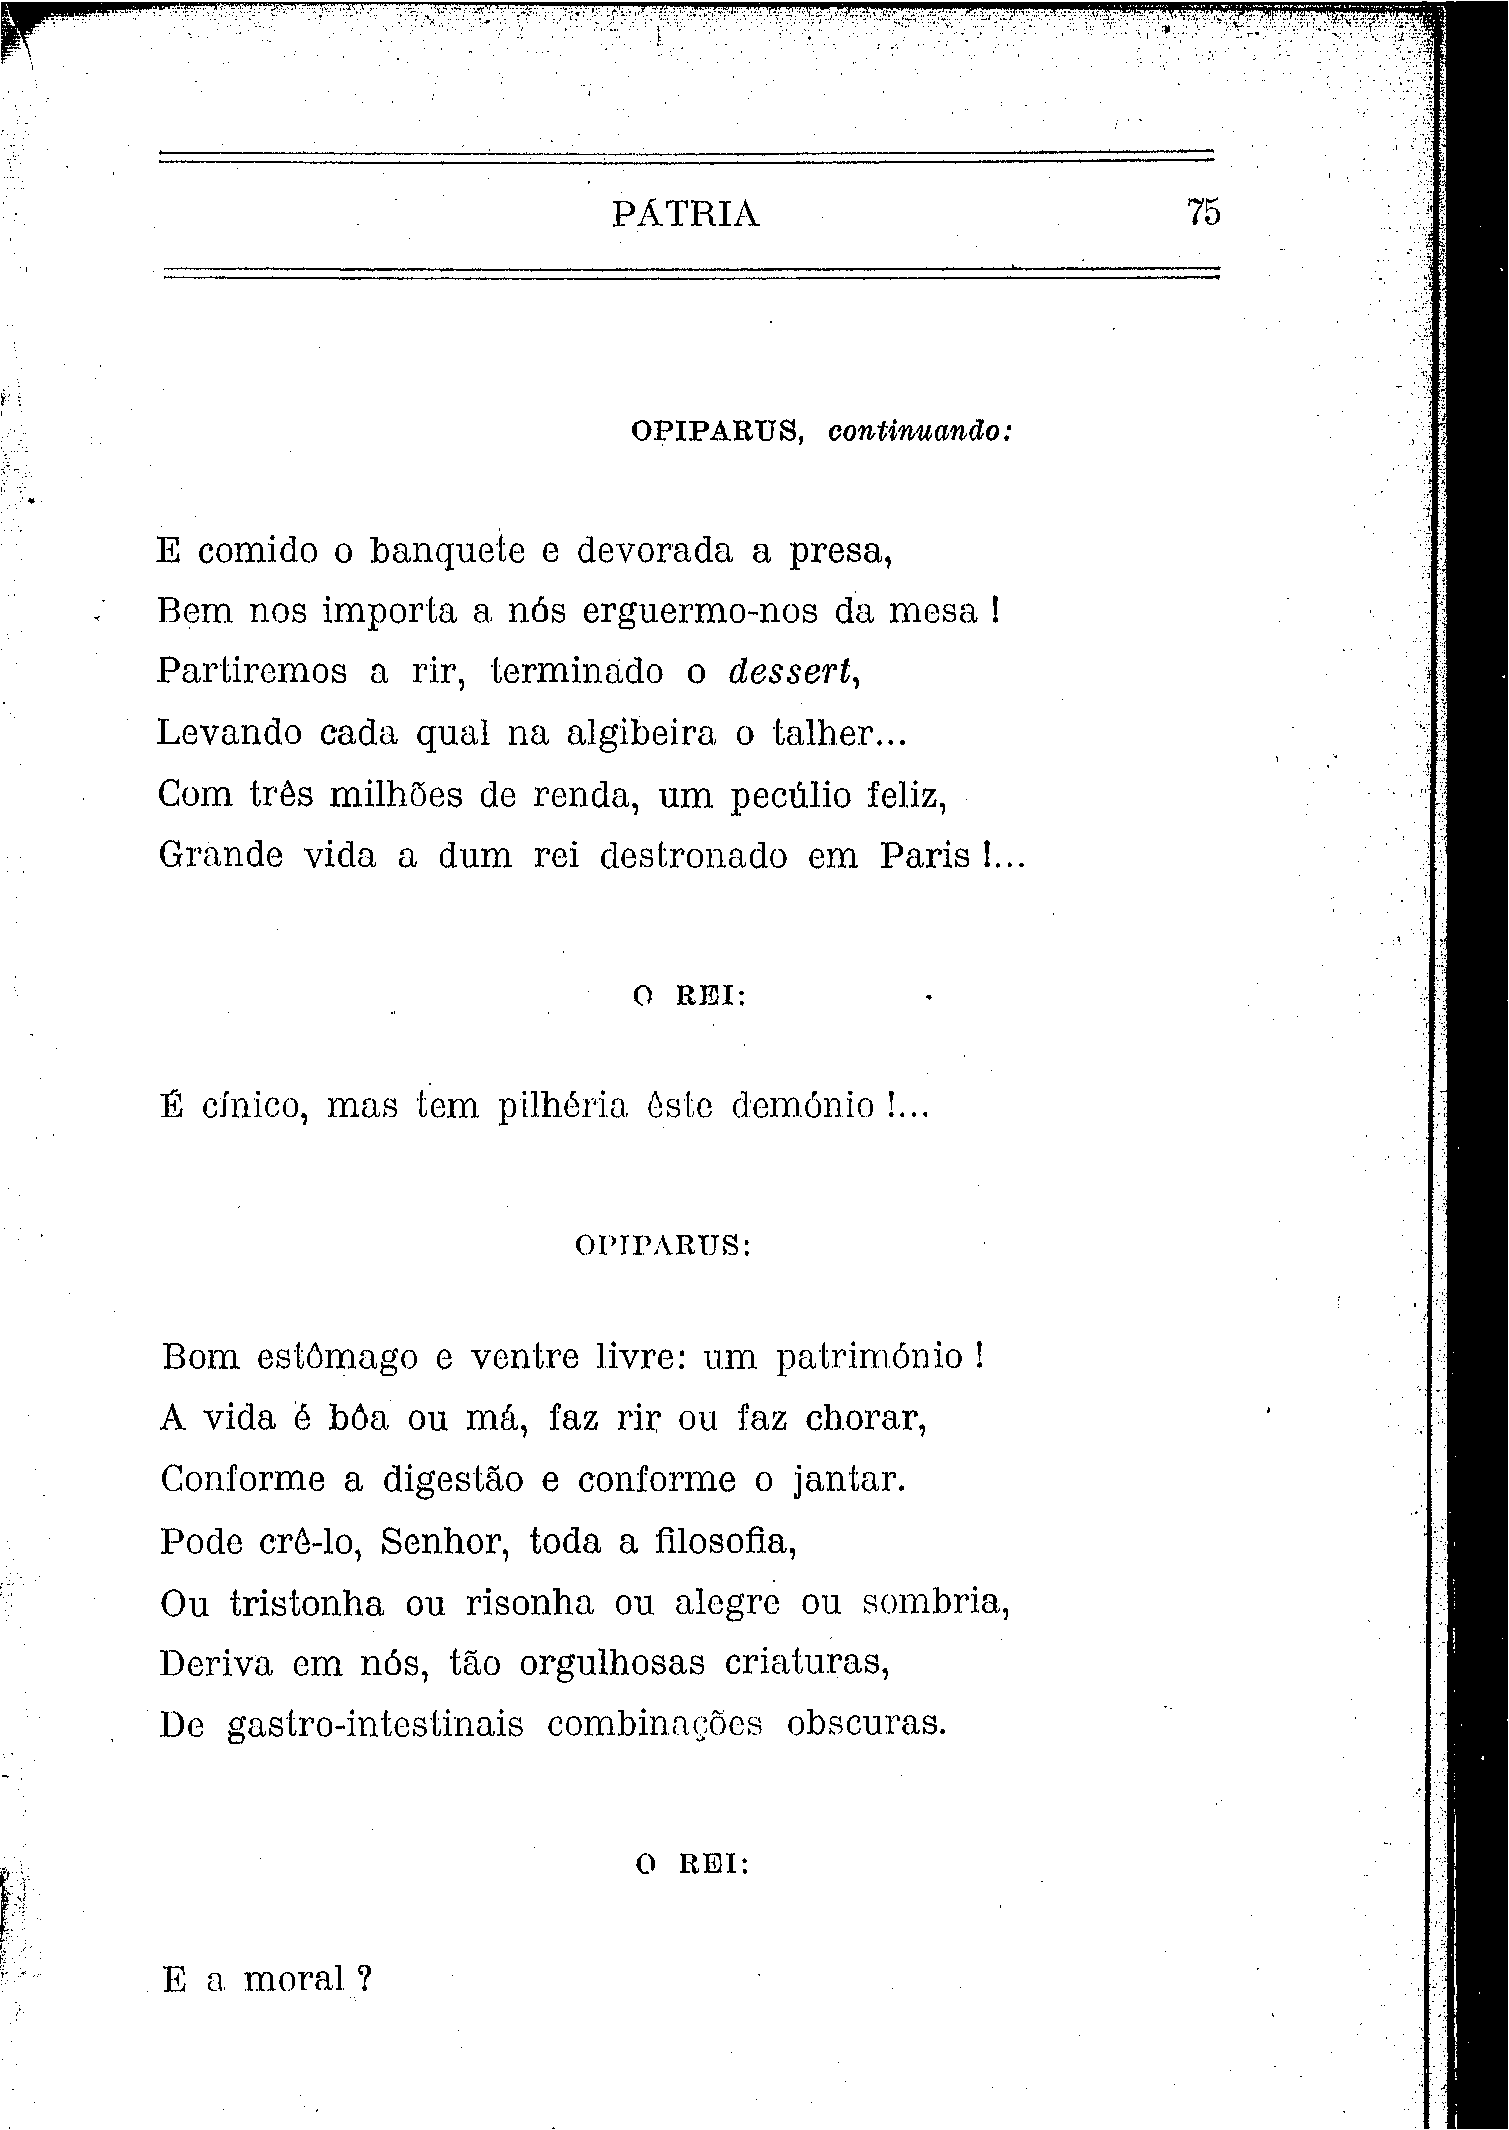 PÁTRIA 75
OPIPARUS, continuando:
E comido o banquete e devorada a presa,
Bem nos importa a nós erguermo-nos da mesa !
Partiremos a rir, terminado o dessert,
Levando cada qual na algibeira o talher...
Com três milhões de renda, um pecúlio feliz,
Grande vida a dum rei destronado em Paris !...
O REI:
É cínico, mas tem pilhéria êste demónio !...
OPIPARUS:
Bom estômago e ventre livre: um património !
A vida é bôa ou má, faz rir ou faz chorar,
Conforme a digestão e conforme o jantar.
Pode crê-lo, Senhor, toda a filosofia,
Ou tristonha ou risonha ou alegre ou sombria,
Deriva em nós, tão orgulhosas criaturas,
De gastro-intestinais combinações obscuras.
O REI:
E a moral ?